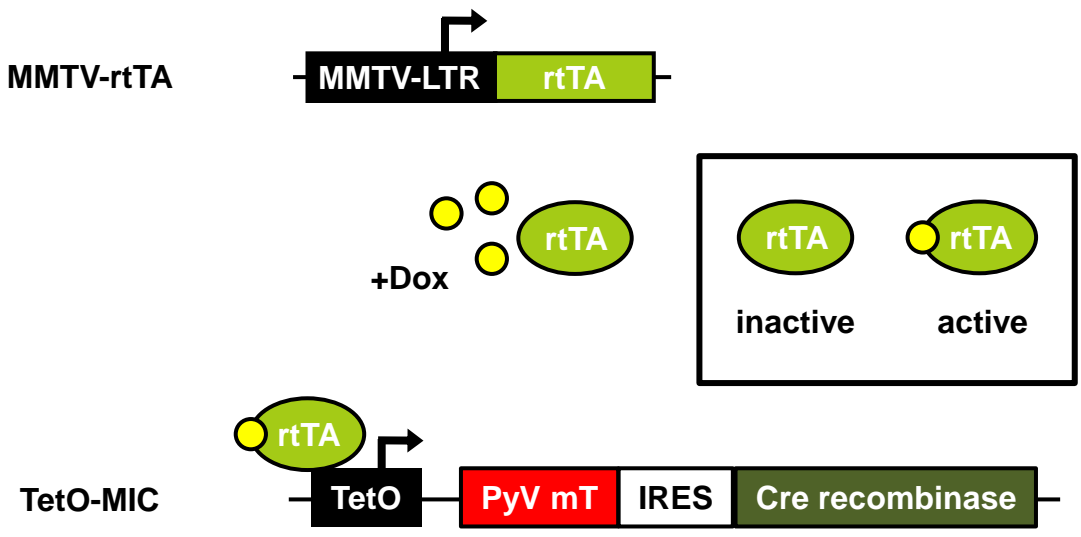 MMTV-rtTA MMTV-LTR rtTA
rtTA rtTA rtTA
+Dox
inactive active
rtTA
TetO-MIC TetO PyV mT IRES Cre recombinase